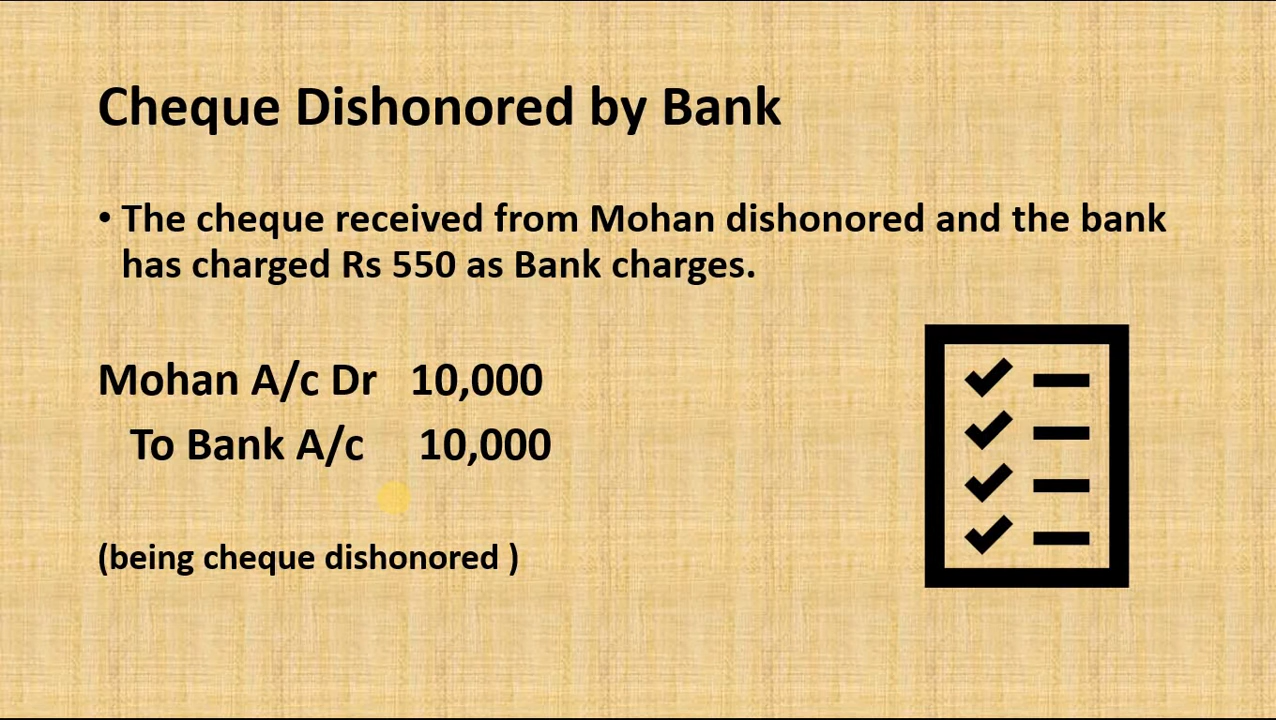 Cheque Dishonored by Bank
• The cheque received from Mohan dishonored and the bank
has charged Rs 550 as Bank charges.
Mohan A/c Dr 10,000
To Bank A/c 10,000
(being cheque dishonored )